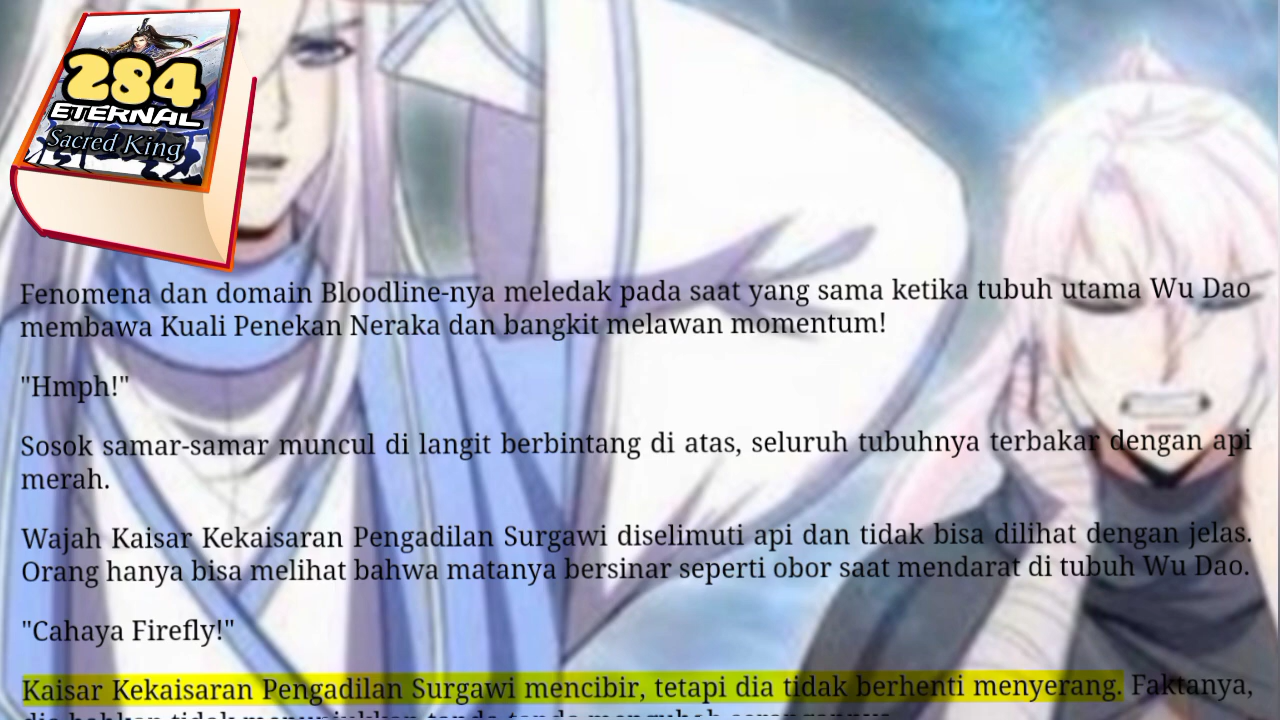 284
ETERNAL
Sacred King
Fenomena dan domain Bloodline-nya meledak pada saat yang sama ketika tubuh utama Wu Dao
membawa Kuali Penekan Neraka dan bangkit melawan momentum!
"Hmph!"
Sosok samar-samar muncul di langit berbintang di atas, seluruh tubuhnya terbakar dengan api
merah.
Wajah Kaisar Kekaisaran Pengadilan Surgawi diselimuti api dan tidak bisa dilihat dengan jelas.
Orang hanya bisa melihat bahwa matanya bersinar seperti obor saat mendarat di tubuh Wu Dao.
"Cahaya Firefly!"
Kaisar Kekaisaran Pengadilan Surgawi mencibir, tetapi dia tidak berhenti menyerang. Faktanya,